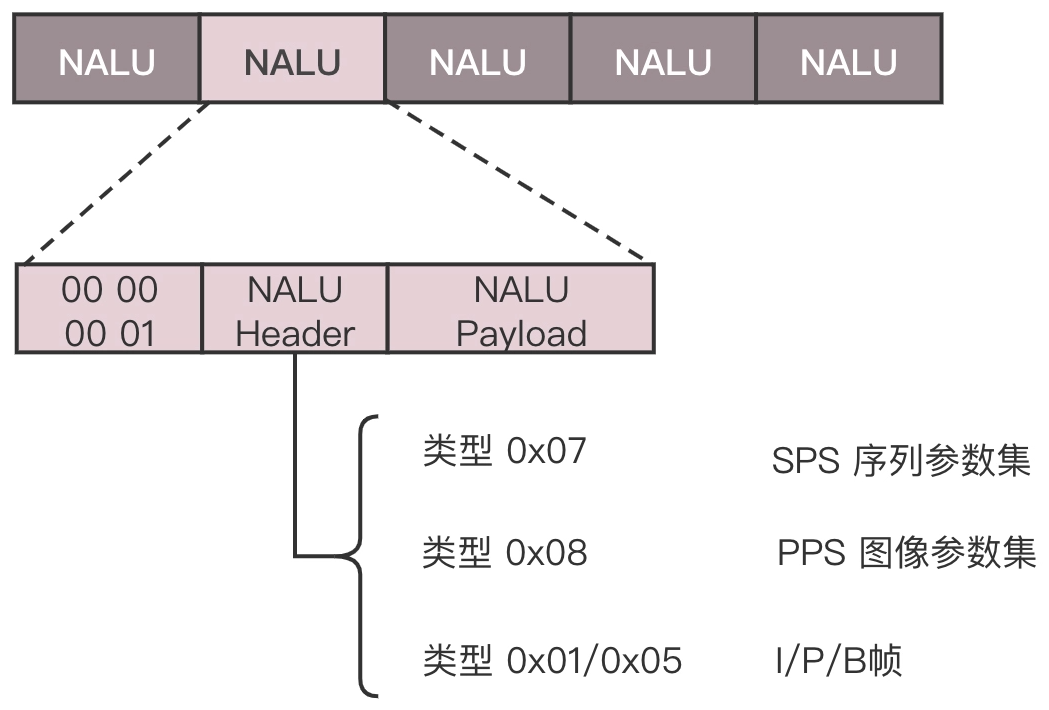 NALU NALU NALU NALU NALU
00 00 NALU NALU
00 01 Header Payload
类型 0x07 SPS 序列参数集
类型 0x08 PPS 图像参数集
类型 0x01/0x05 I/P/B帧